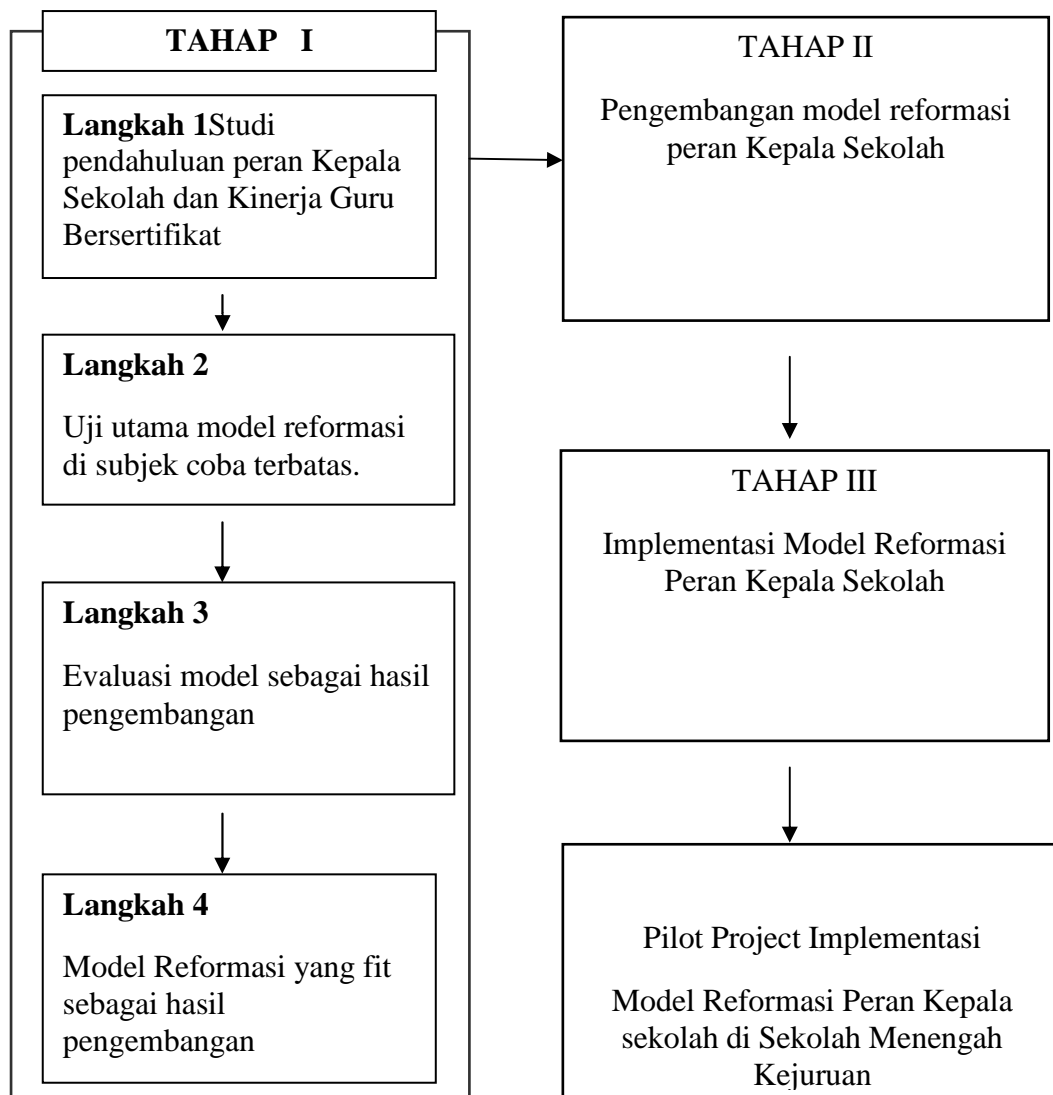 TAHAP I
Langkah 1Studi
pendahuluan peran Kepala
Sekolah dan Kinerja Guru
Bersertifikat
Langkah 2
Uji utama model reformasi
di subjek coba terbatas.
Langkah 3
Evaluasi model sebagai hasil
pengembangan
Langkah 4
Model Reformasi yang fit
sebagai hasil
pengembangan
TAHAP II
Pengembangan model reformasi
peran Kepala Sekolah
TAHAP III
Implementasi Model Reformasi
Peran Kepala Sekolah
Pilot Project Implementasi
Model Reformasi Peran Kepala
sekolah di Sekolah Menengah
Kejuruan